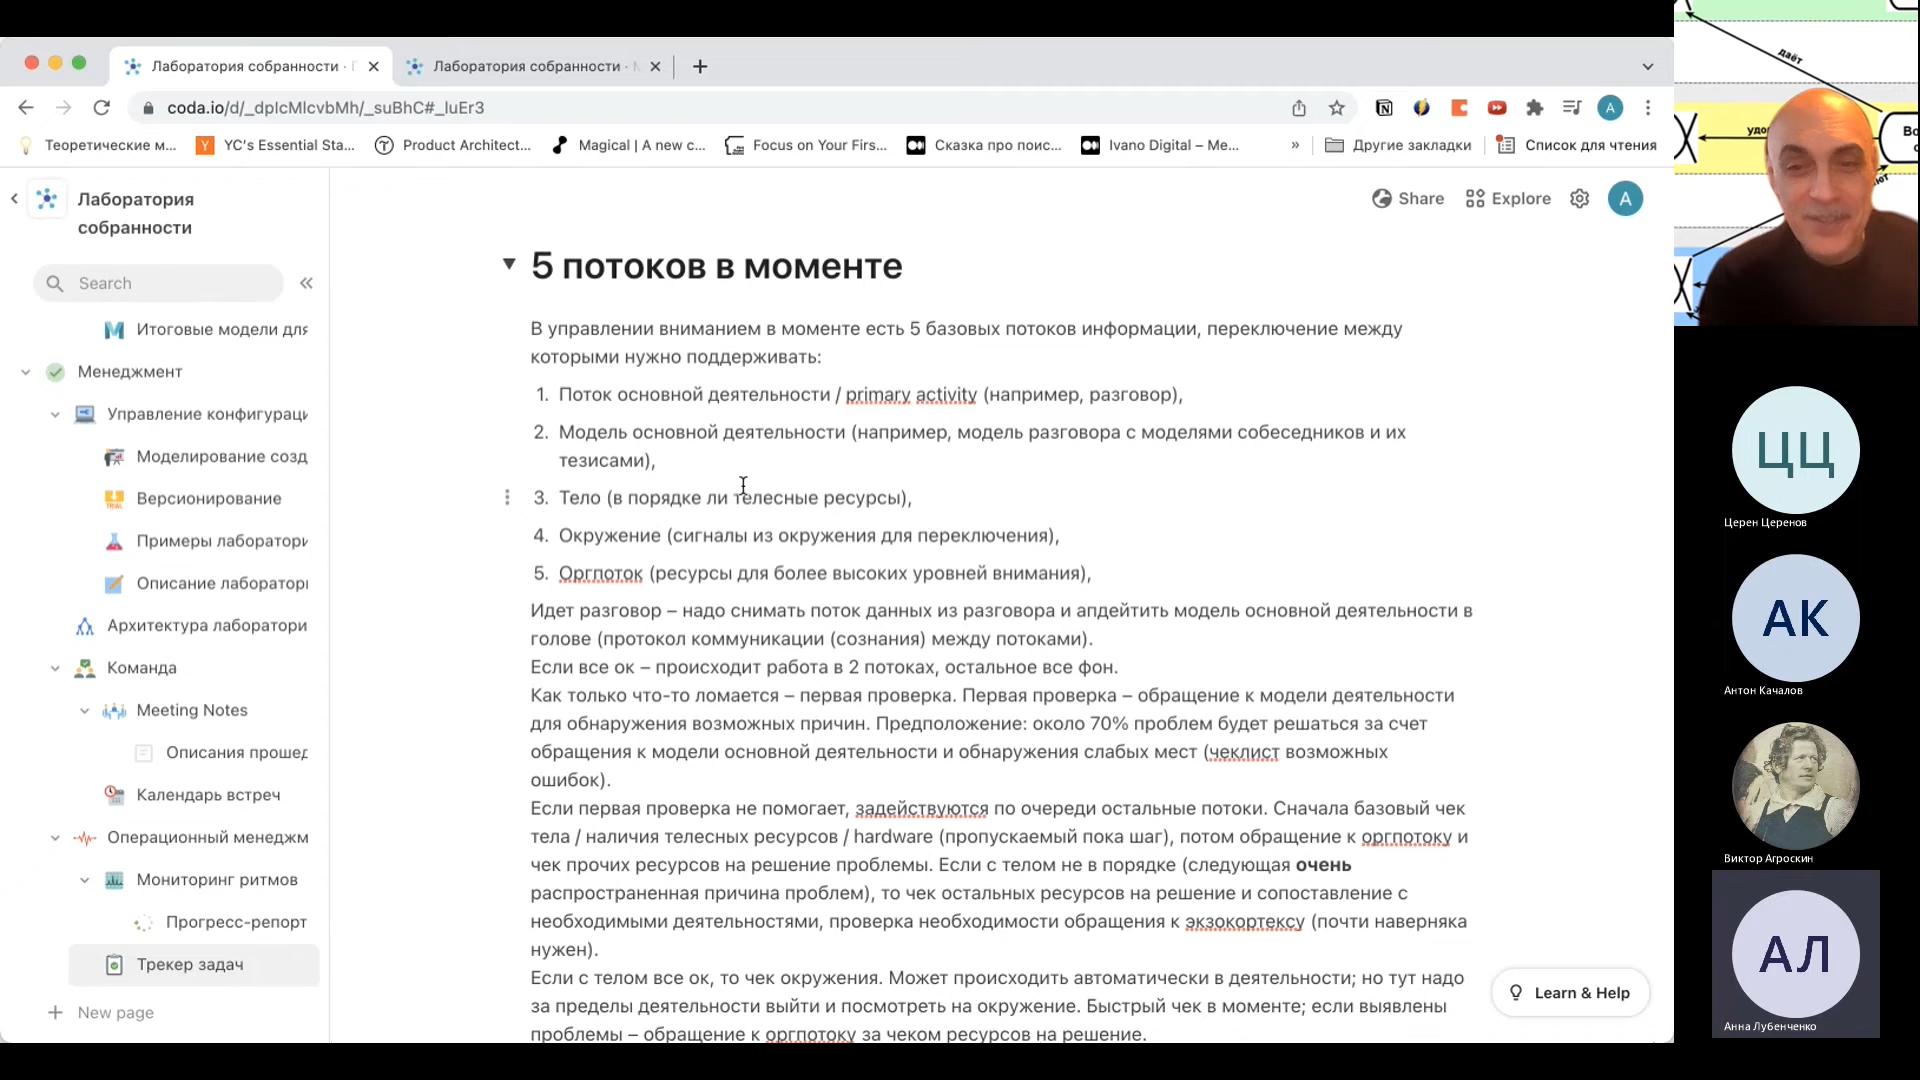 Лаборатория собранности ·
Лаборатория собранности ·
coda.io/d/_dpIcMlcvbMh/_suBhC#_luEr3
A
Теоретические м...
YC's Essential Sta...
Product Architect...
Magical | A new c...
Focus on Your Firs...
Сказка про поис...
Ivano Digital – Me...
»
Другие закладки
Список для чтения
Лаборатория
собранности
Search
Итоговые модели для
Менеджмент
Управление конфигураци
Моделирование созд
Версионирование
TRIAL
Примеры лаборатори
Описание лаборатор
Архитектура лаборатори
Команда
Meeting Notes
Описания прошед
Календарь встреч
Операционный менеджм
Мониторинг ритмов
Прогресс-репорт
Трекер задач
New page
Share
Explore
A
5 потоков в моменте
В управлении вниманием в моменте есть 5 базовых потоков информации, переключение между
которыми нужно поддерживать:
1. Поток основной деятельности / primary activity (например, разговор),
2. Модель основной деятельности (например, модель разговора с моделями собеседников и их
тезисами),
3. Тело (в порядке ли телесные ресурсы),
4. Окружение (сигналы из окружения для переключения),
5. Оргпоток (ресурсы для более высоких уровней внимания),
Идет разговор – надо снимать поток данных из разговора и апдейтить модель основной деятельности в
голове (протокол коммуникации (сознания) между потоками).
Если все ок – происходит работа в 2 потоках, остальное все фон.
Как только что-то ломается – первая проверка. Первая проверка – обращение к модели деятельности
для обнаружения возможных причин. Предположение: около 70% проблем будет решаться за счет
обращения к модели основной деятельности и обнаружения слабых мест (чеклист возможных
ошибок).
Если первая проверка не помогает, задействуются по очереди остальные потоки. Сначала базовый чек
тела / наличия телесных ресурсов / hardware (пропускаемый пока шаг), потом обращение к оргпотоку и
чек прочих ресурсов на решение проблемы. Если с телом не в порядке (следующая очень
распространенная причина проблем), то чек остальных ресурсов на решение и сопоставление с
необходимыми деятельностями, проверка необходимости обращения к экзокортексу (почти наверняка
нужен).
Если с телом все ок, то чек окружения. Может происходить автоматически в деятельности; но тут надо
за пределы деятельности выйти и посмотреть на окружение. Быстрый чек в моменте; если выявлены
проблемы – обращение к оргпотоку за чеком ресурсов на решение.
Learn & Help
даёт
ЦЦ
Церен Церенов
АК
Антон Качалов
Виктор Агроскин
АЛ
Анна Лубенченко